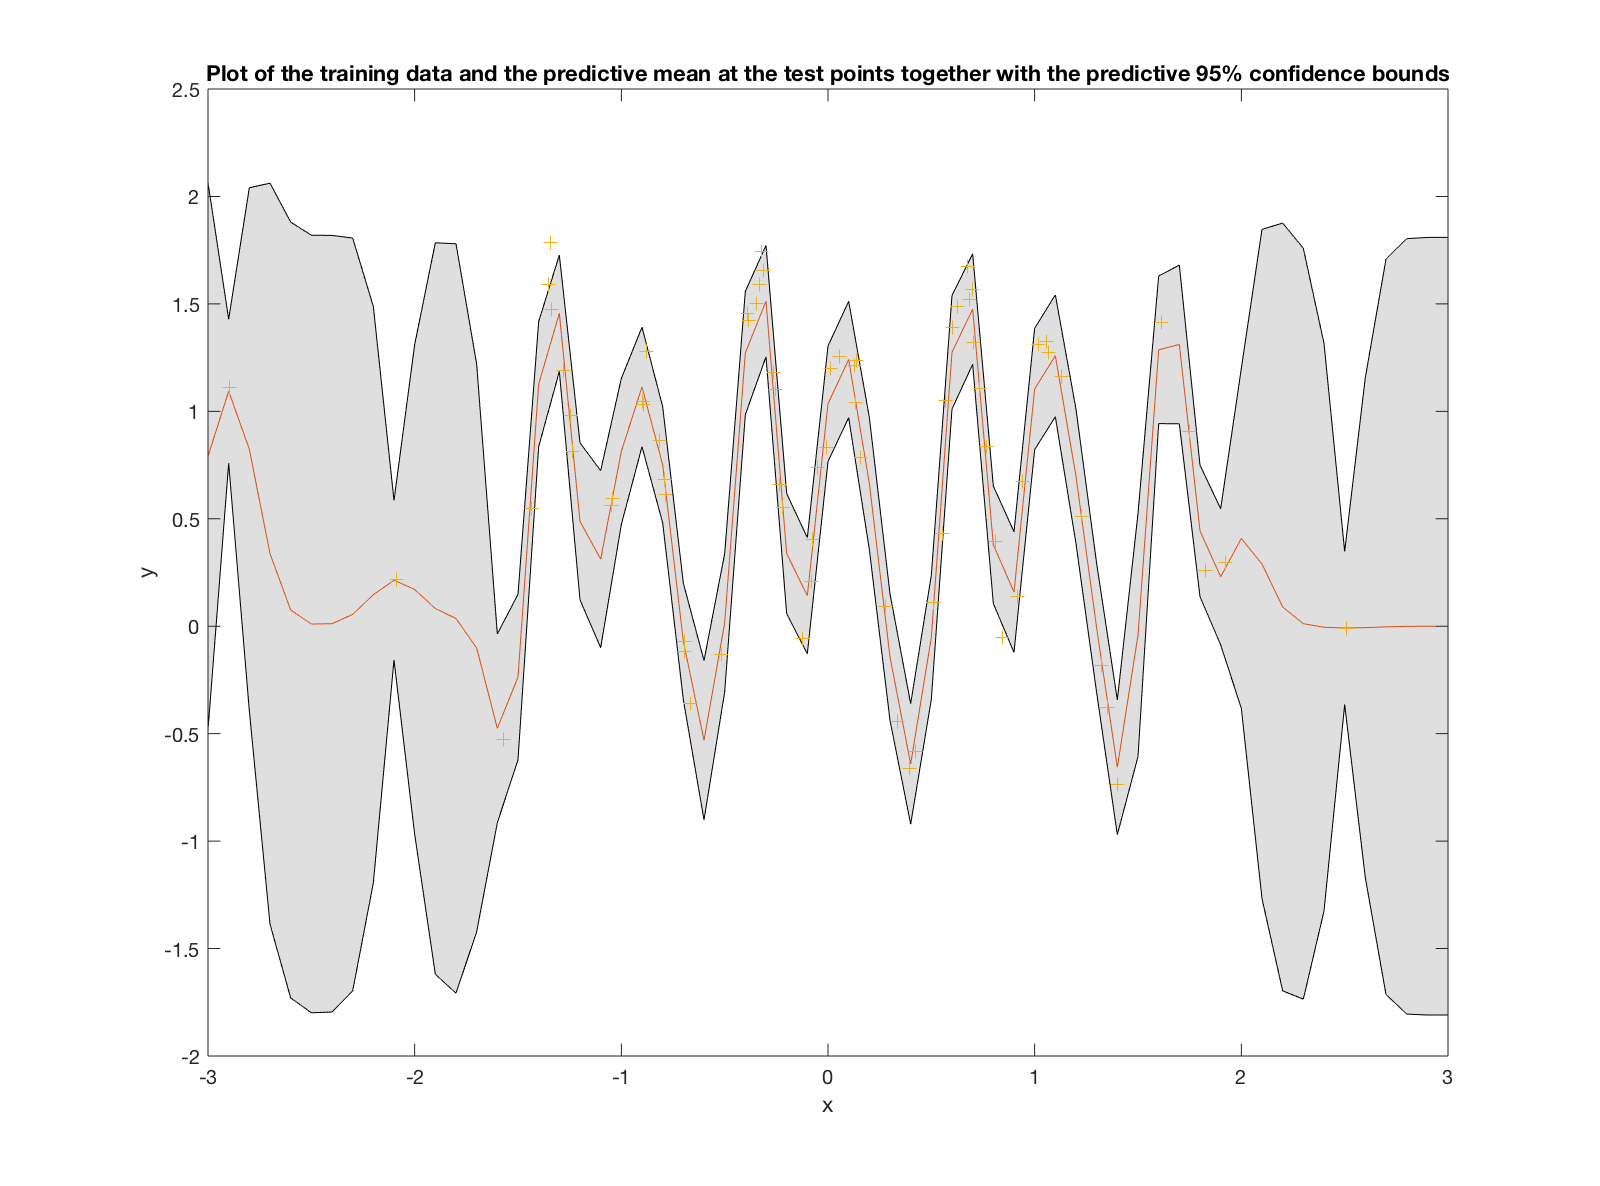 Plot of the training data and the predictive mean at the test points together with the predictive 95% confidence bounds
2.5
2
1.5
1
0.5
0
-0.5
-1
-1.5
-2
y
-3 -2 -1 0 1 2 3
x